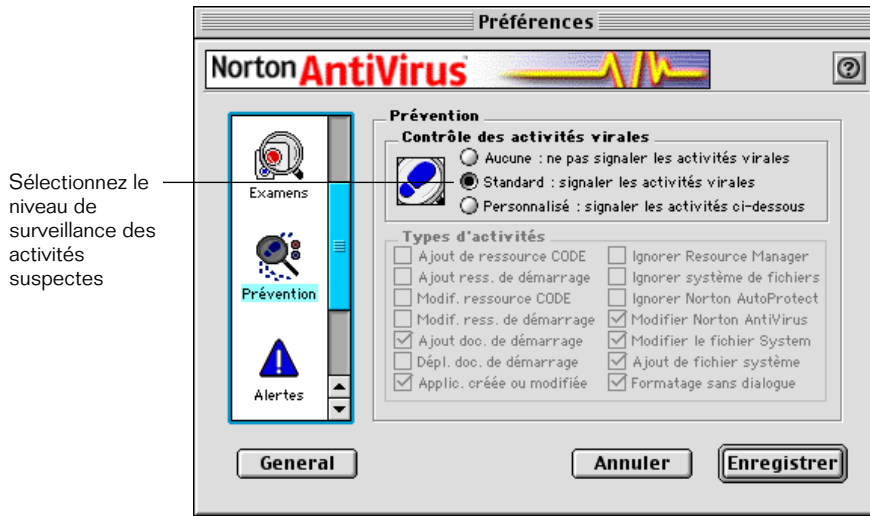 Préférences
Norton AntiVirus
?
Sélectionnez le
niveau de
surveillance des
activités
suspectes
Examens
Prévention
Alertes
Prévention
Contrôle des activités virales
Aucune : ne pas signaler les activités virales
Standard : signaler les activités virales
Personnalisé : signaler les activités ci-dessous
Types d'activités
Ajout de ressource CODE
Ajout ress. de démarrage
Modif. ressource CODE
Modif. ress. de démarrage
Ajout doc. de démarrage
Dépl. doc. de démarrage
Applic. créée ou modifiée
Ignorer Resource Manager
Ignorer système de fichiers
Ignorer Norton AutoProtect
Modifier Norton AntiVirus
Modifier le fichier System
Ajout de fichier système
Formatage sans dialogue
General
Annuler
Enregistrer